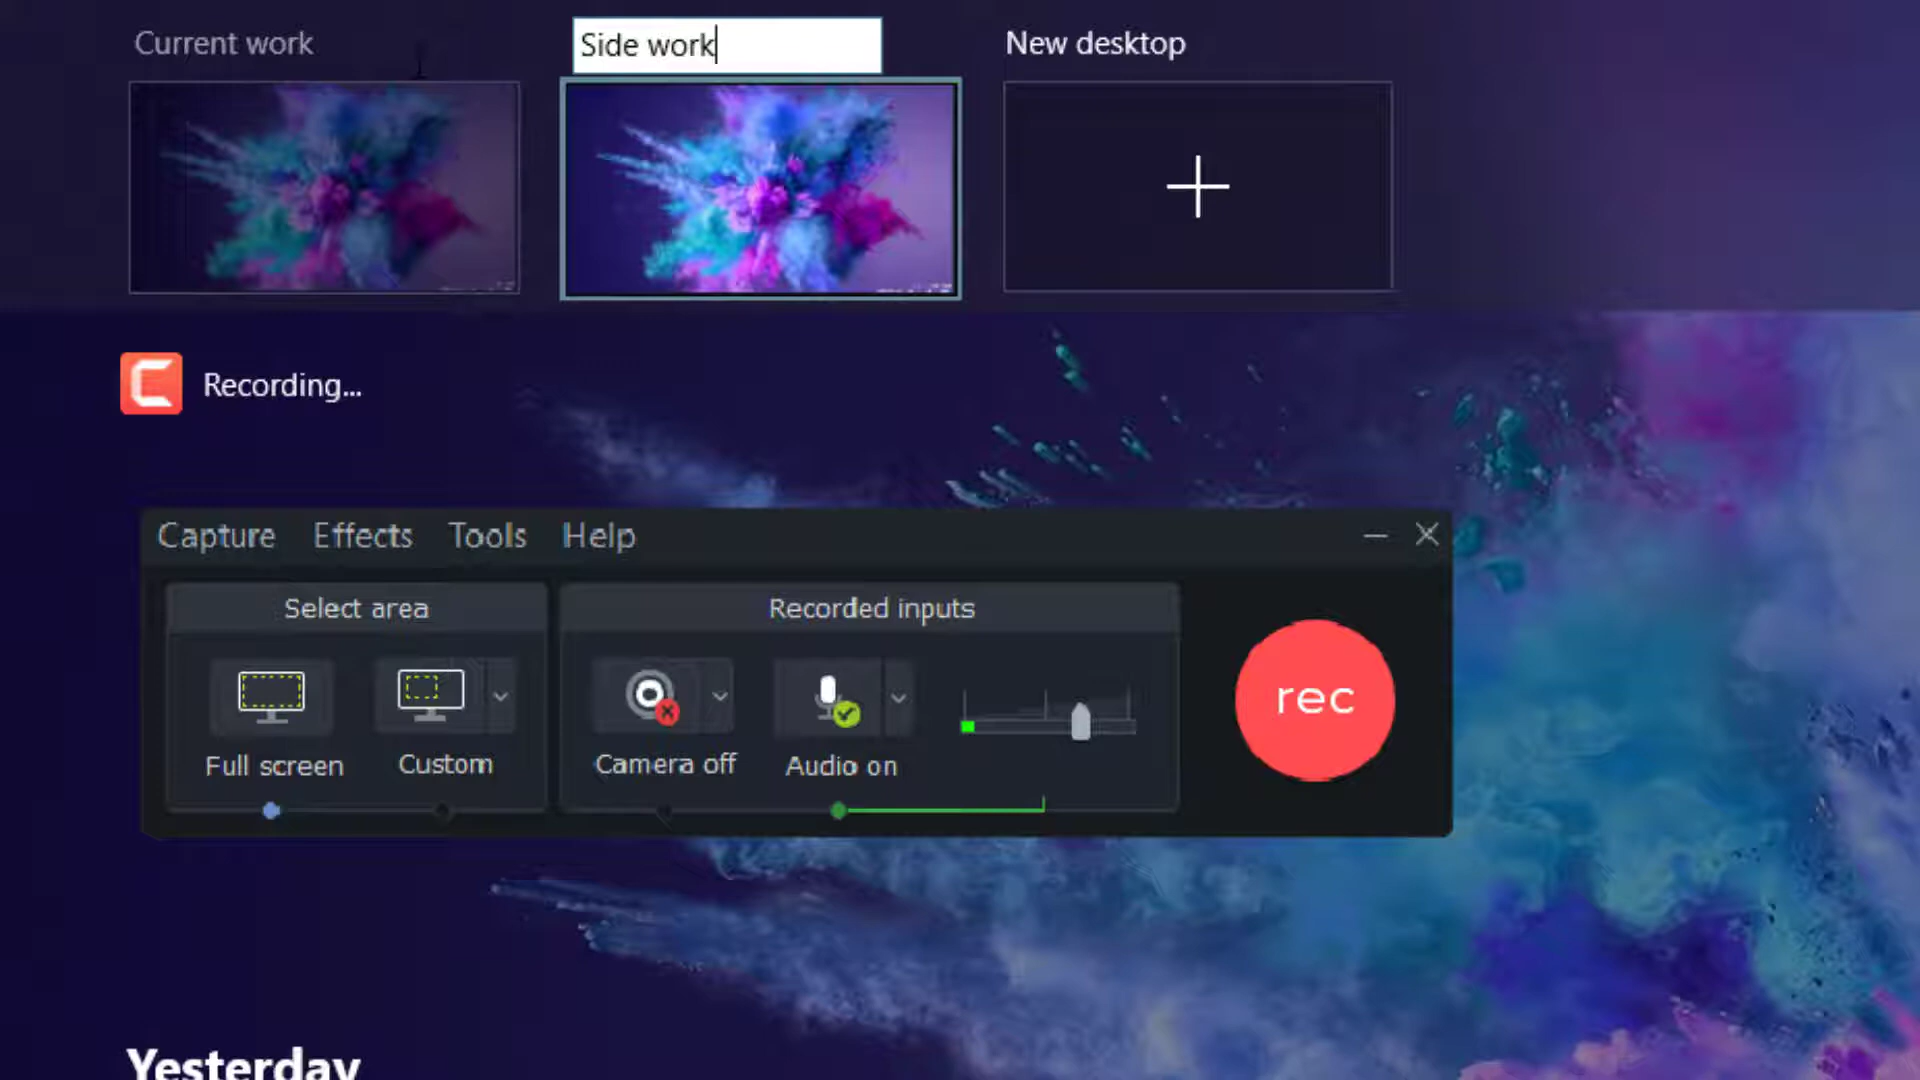 Current work
Side work
New desktop
Recording...
Capture Effects Tools Help
Select area
Recorded inputs
Full screen
Custom
Camera off
Audio on
rec
Yesterday